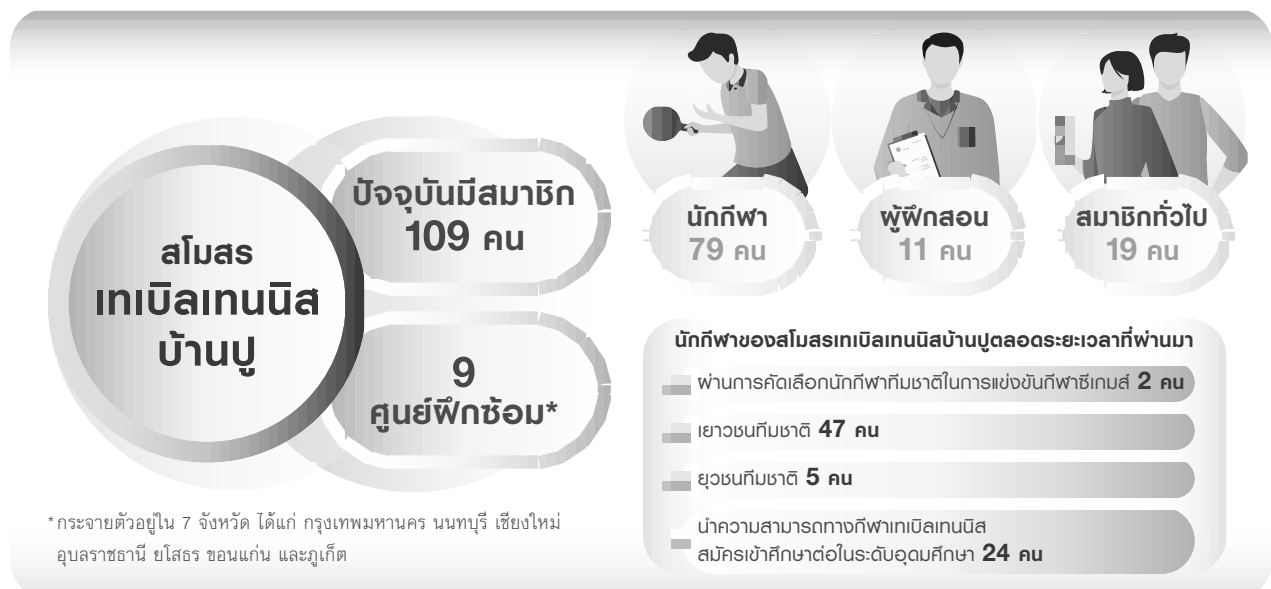 สโมสร
เทเบิลเทนนิส
บ้านปู
ปัจจุบันมีสมาชิก
109 คน
9
ศูนย์ฝึกซ้อม*
*กระจายตัวอยู่ใน 7 จังหวัด ได้แก่ กรุงเทพมหานคร นนทบุรี เชียงใหม่
อุบลราชธานี ยโสธร ขอนแก่น และภูเก็ต
นักกีฬา
79 คน
ผู้ฝึกสอน
11 คน
สมาชิกทั่วไป
19 คน
นักกีฬาของสโมสรเทเบิลเทนนิสบ้านปูตลอดระยะเวลาที่ผ่านมา
ผ่านการคัดเลือกนักกีฬาทีมชาติในการแข่งขันกีฬาซีเกมส์ 2 คน
เยาวชนทีมชาติ 47 คน
ยุวชนทีมชาติ 5 คน
นำความสามารถทางกีฬาเทเบิลเทนนิส
สมัครเข้าศึกษาต่อในระดับอุดมศึกษา 24 คน